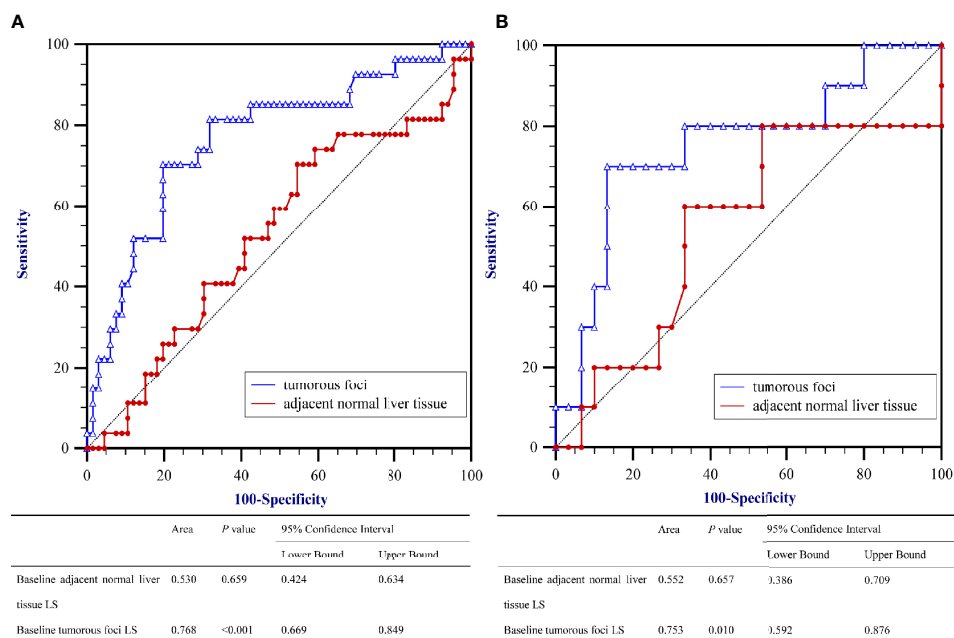 A
100
80
60
40
20
0
Sensitivity
tumorous foci
adjacent normal liver tissue
0 20 40 60 80 100
100-Specificity
Area P value 95% Confidence Interval
Lower Bound Upper Bound
Baseline adjacent normal liver 0.530 0.659 0.424 0.634
tissue LS
Baseline tumorous foci LS 0.768 <0.001 0.669 0.849
B
100
80
60
40
20
0
Sensitivity
tumorous foci
adjacent normal liver tissue
0 20 40 60 80 100
100-Specificity
Area P value 95% Confidence Interval
Lower Bound Upper Bound
Baseline adjacent normal liver 0.552 0.657 0.386 0.709
tissue LS
Baseline tumorous foci LS 0.753 0.010 0.592 0.876